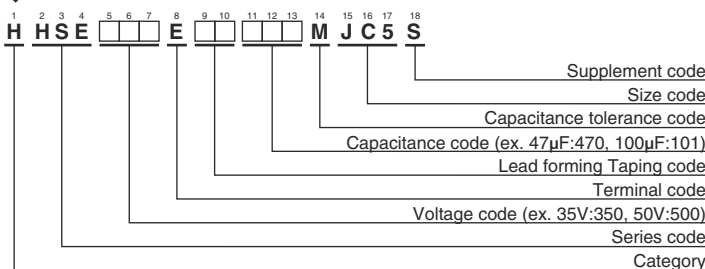 1 2 3 4 5 6 7 8 9 10 11 12 13 14 15 16 17 18
H HSE E M JC5 S
Supplement code
Size code
Capacitance tolerance code
Capacitance code (ex. 47µF:470, 100µF:101)
Lead forming Taping code
Terminal code
Voltage code (ex. 35V:350, 50V:500)
Series code
Category